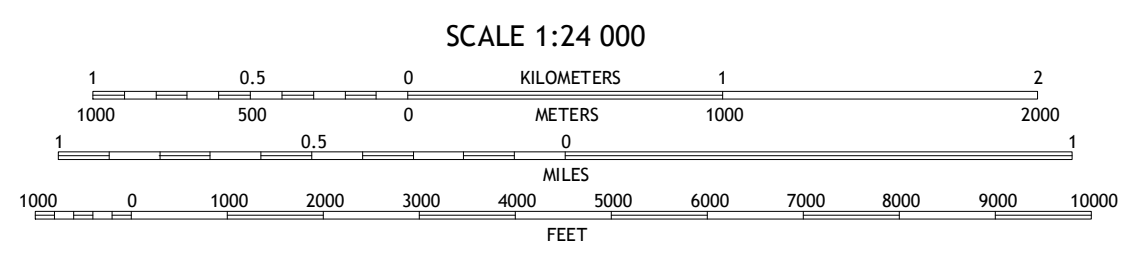 SCALE 1:24 000
1 0.5 0 KILOMETERS 1 2
1000 500 0 METERS 1000 2000
1 0.5 0 1
MILES
1000 0 1000 2000 3000 4000 5000 6000 7000 8000 9000 10000
FEET